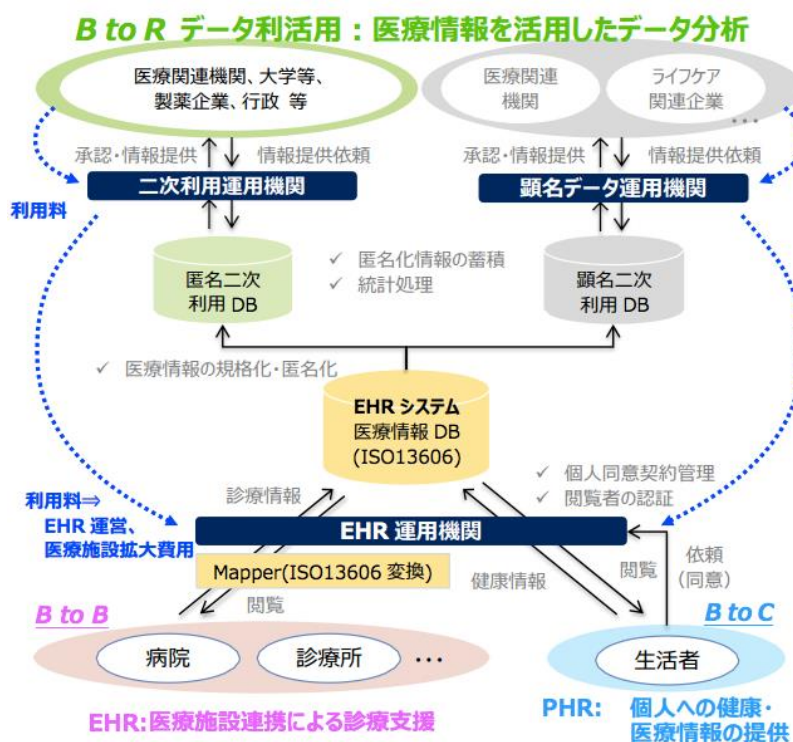 B to R データ利活用：医療情報を活用したデータ分析
医療関連機関、大学等、
製薬企業、行政 等
医療関連
機関
ライフケア
関連企業
・・・
承認・情報提供
情報提供依頼
承認・情報提供
情報提供依頼
二次利用運用機関
顕名データ運用機関
利用料
匿名二次
利用 DB
✓ 匿名化情報の蓄積
✓ 統計処理
顕名二次
利用 DB
✓ 医療情報の規格化・匿名化
EHR システム
医療情報 DB
(ISO13606)
✓ 個人同意契約管理
✓ 閲覧者の認証
診療情報
利用料⇒
EHR 運営、
医療施設拡大費用
EHR 運用機関
Mapper(ISO13606 変換)
健康情報
閲覧
依頼
(同意)
閲覧
B to B
B to C
病院
診療所
・・・
生活者
EHR:医療施設連携による診療支援
PHR: 個人への健康・
医療情報の提供